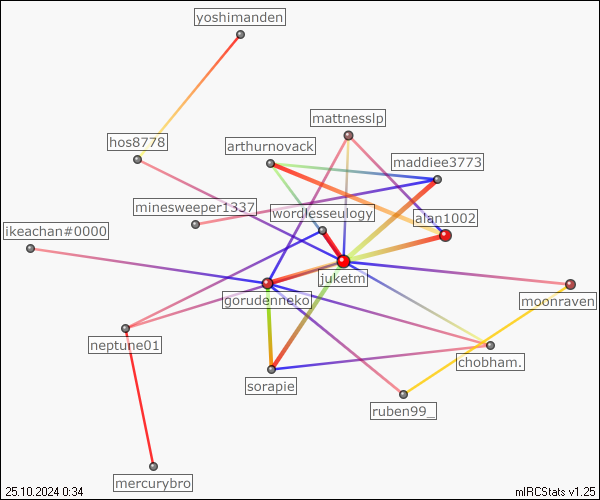 yoshimanden
mattnesslp
hos8778
arthurnovack
maddiee3773
minesweeper1337
wordlesseulogy
alan1002
ikeachan#0000
juketm
gorudenneko
moonraven
neptune01
chobham.
sorapie
ruben99_
mercurybro
25.10.2024 0:34
mIRCStats v1.25